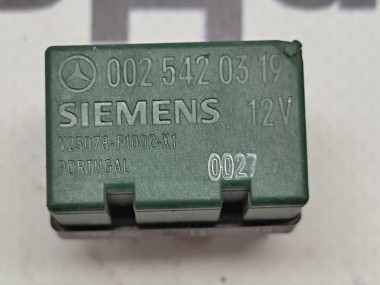 002 542 03 19
SIEMENS 12V
V23078-F1002-X1
PORTUGAL 0027